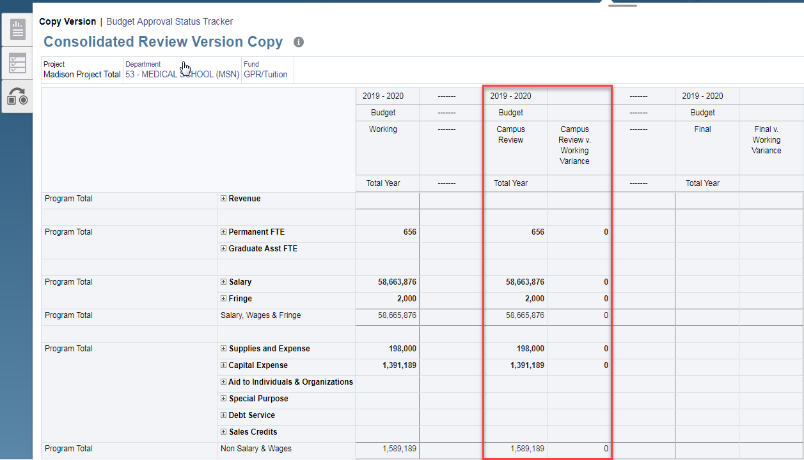 Copy Version | Budget Approval Status Tracker
Consolidated Review Version Copy
Project Department Fund
Madison Project Total 53 - MEDICAL SCHOOL (MSN) GPR/Tuition
2019 - 2020 ------- 2019 - 2020 ------- 2019 - 2020
Budget ------- Budget ------- Budget
Working ------- Campus Review Campus Review v. Working Variance ------- Final Final v. Working Variance
Total Year ------- Total Year ------- Total Year
Program Total Revenue
Program Total Permanent FTE 656 656 0
Graduate Asst FTE
Program Total Salary 58,663,876 58,663,876 0
Fringe 2,000 2,000 0
Program Total Salary, Wages & Fringe 58,665,876 58,665,876 0
Program Total Supplies and Expense 198,000 198,000 0
Capital Expense 1,391,189 1,391,189 0
Aid to Individuals & Organizations
Special Purpose
Debt Service
Sales Credits
Program Total Non Salary & Wages 1,589,189 1,589,189 0